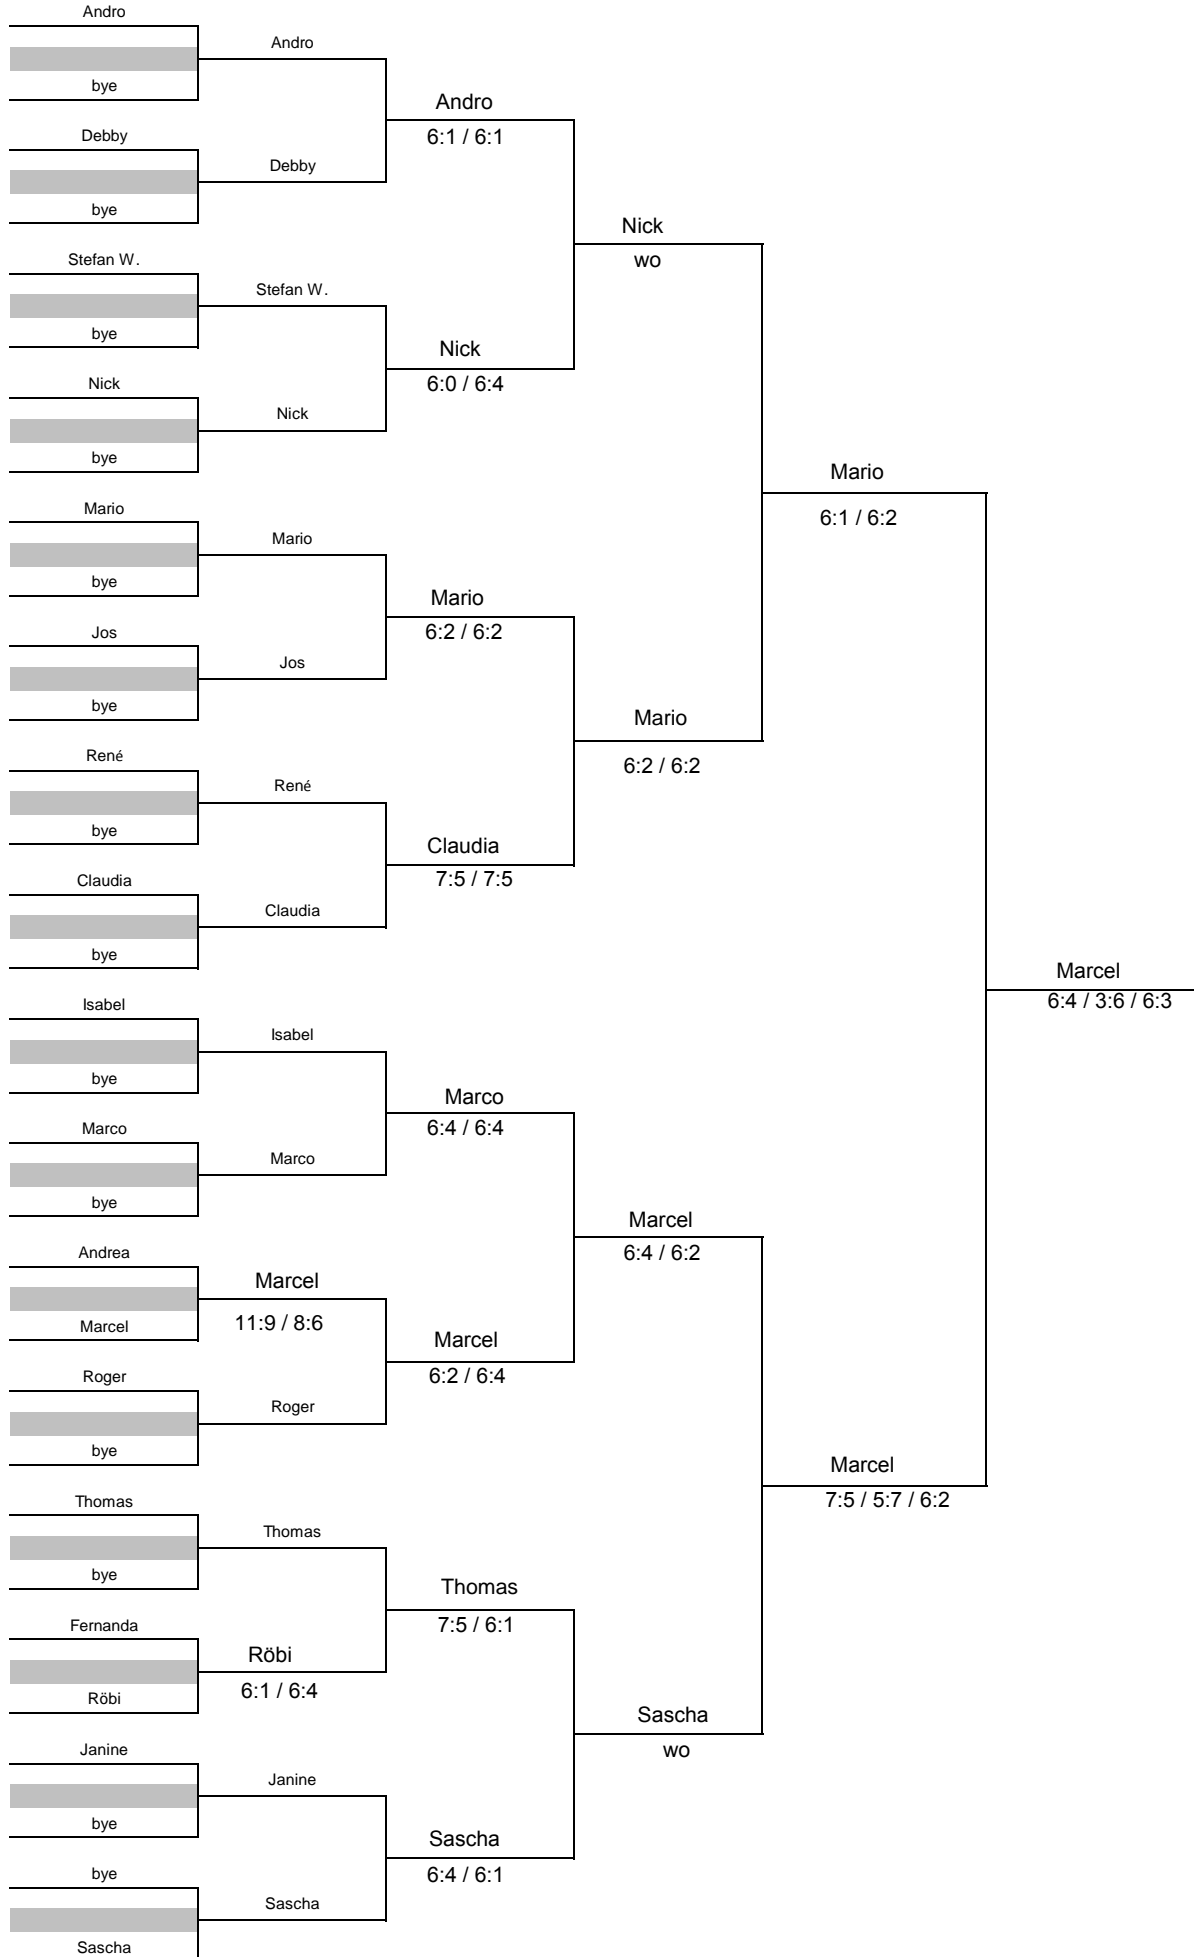 Andro
bye
Debby
bye
Stefan W.
bye
Nick
bye
Mario
bye
Jos
bye
René
bye
Claudia
bye
Isabel
bye
Marco
bye
Andrea
Marcel
Roger
bye
Thomas
bye
Fernanda
Röbi
Janine
bye
bye
Sascha
Andro
Debby
Stefan W.
Nick
Mario
Jos
René
Claudia
Isabel
Marco
Marcel
11:9 / 8:6
Roger
Thomas
Röbi
6:1 / 6:4
Janine
Sascha
Andro
6:1 / 6:1
Nick
6:0 / 6:4
Mario
6:2 / 6:2
Claudia
7:5 / 7:5
Marco
6:4 / 6:4
Marcel
6:2 / 6:4
Thomas
7:5 / 6:1
Sascha
6:4 / 6:1
Nick
wo
Mario
6:2 / 6:2
Marcel
6:4 / 6:2
Sascha
wo
Mario
6:1 / 6:2
Marcel
7:5 / 5:7 / 6:2
Marcel
6:4 / 3:6 / 6:3